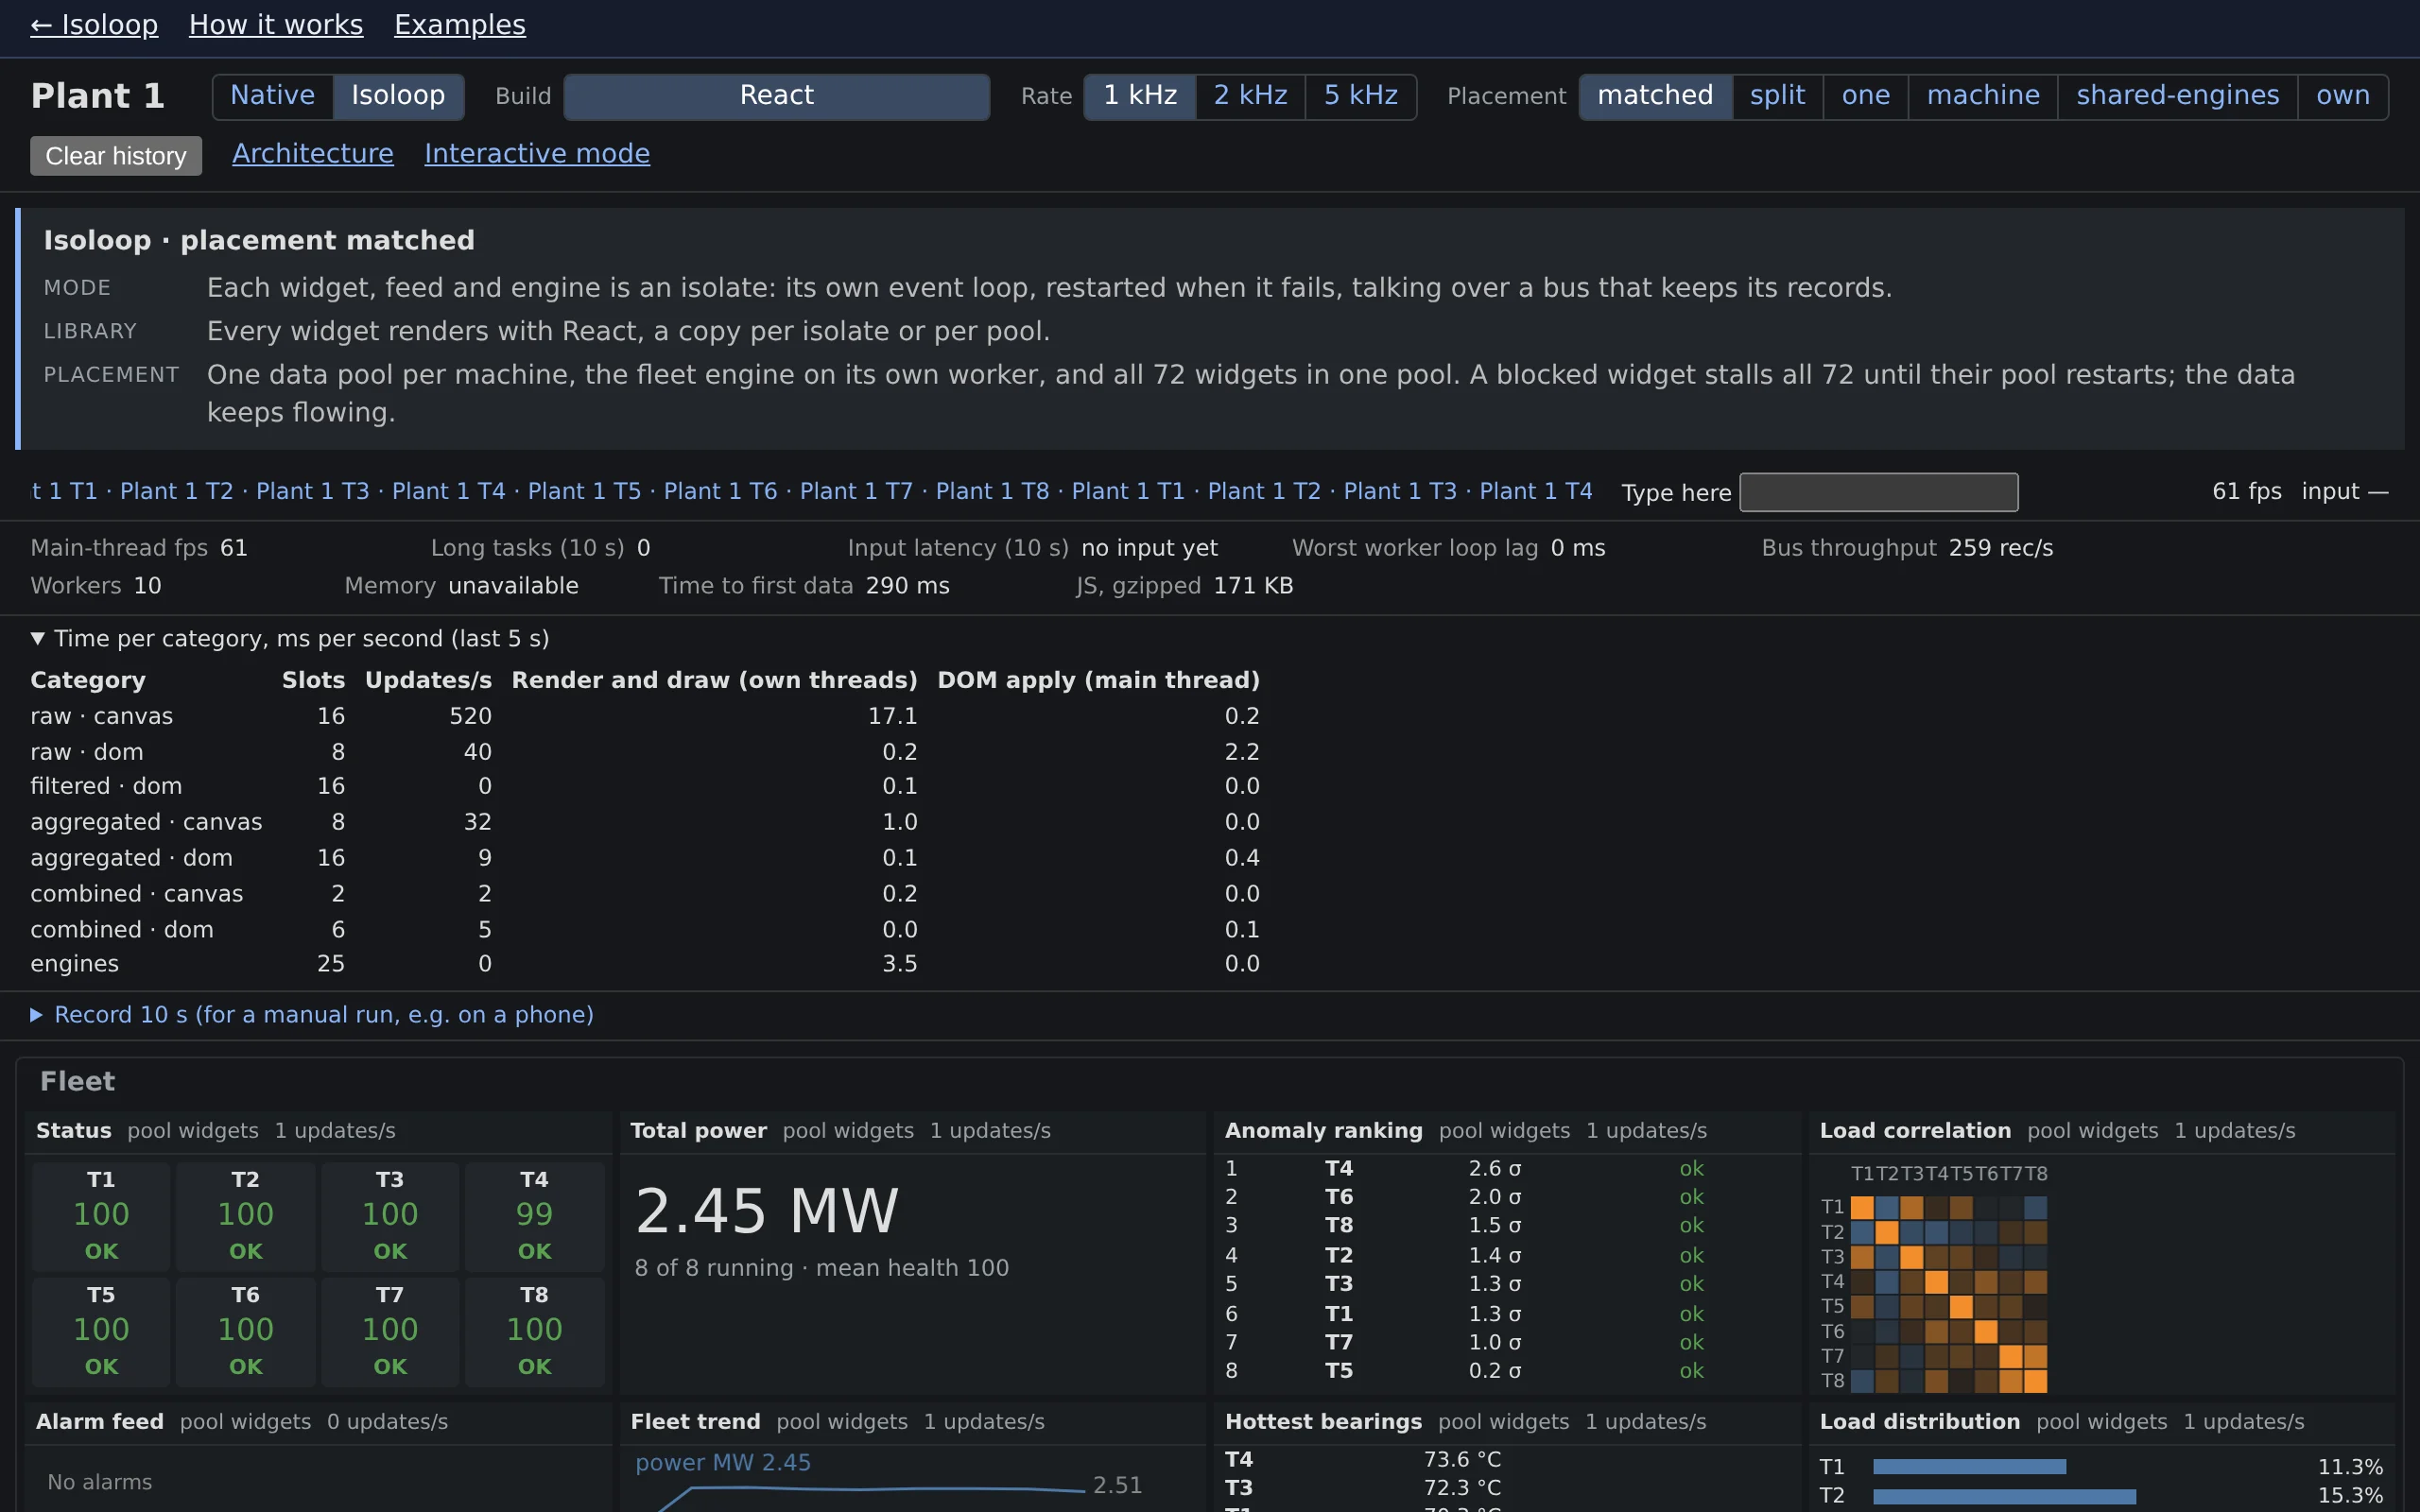 ← Isoloop How it works Examples
Plant 1 Native Isoloop Build React Rate 1 kHz 2 kHz 5 kHz Placement matched split one machine shared-engines own
Clear history Architecture Interactive mode
Isoloop · placement matched
MODE Each widget, feed and engine is an isolate: its own event loop, restarted when it fails, talking over a bus that keeps its records.
LIBRARY Every widget renders with React, a copy per isolate or per pool.
PLACEMENT One data pool per machine, the fleet engine on its own worker, and all 72 widgets in one pool. A blocked widget stalls all 72 until their pool restarts; the data
keeps flowing.
t 1 T1 · Plant 1 T2 · Plant 1 T3 · Plant 1 T4 · Plant 1 T5 · Plant 1 T6 · Plant 1 T7 · Plant 1 T8 · Plant 1 T1 · Plant 1 T2 · Plant 1 T3 · Plant 1 T4 Type here 61 fps input —
Main-thread fps 61 Long tasks (10 s) 0 Input latency (10 s) no input yet Worst worker loop lag 0 ms Bus throughput 259 rec/s
Workers 10 Memory unavailable Time to first data 290 ms JS, gzipped 171 KB
▼ Time per category, ms per second (last 5 s)
Category Slots Updates/s Render and draw (own threads) DOM apply (main thread)
raw · canvas 16 520 17.1 0.2
raw · dom 8 40 0.2 2.2
filtered · dom 16 0 0.1 0.0
aggregated · canvas 8 32 1.0 0.0
aggregated · dom 16 9 0.1 0.4
combined · canvas 2 2 0.2 0.0
combined · dom 6 5 0.0 0.1
engines 25 0 3.5 0.0
▶ Record 10 s (for a manual run, e.g. on a phone)
Fleet
Status pool widgets 1 updates/s
T1 T2 T3 T4
100 100 100 99
OK OK OK OK
T5 T6 T7 T8
100 100 100 100
OK OK OK OK
Total power pool widgets 1 updates/s
2.45 MW
8 of 8 running · mean health 100
Anomaly ranking pool widgets 1 updates/s
1 T4 2.6 σ ok
2 T6 2.0 σ ok
3 T8 1.5 σ ok
4 T2 1.4 σ ok
5 T3 1.3 σ ok
6 T1 1.3 σ ok
7 T7 1.0 σ ok
8 T5 0.2 σ ok
Load correlation pool widgets 1 updates/s
T1 T2 T3 T4 T5 T6 T7 T8
T1
T2
T3
T4
T5
T6
T7
T8
Alarm feed pool widgets 0 updates/s
No alarms
Fleet trend pool widgets 1 updates/s
power MW 2.45
2.51
Hottest bearings pool widgets 1 updates/s
T4 73.6 °C
T3 72.3 °C
Load distribution pool widgets 1 updates/s
T1 11.3%
T2 15.3%